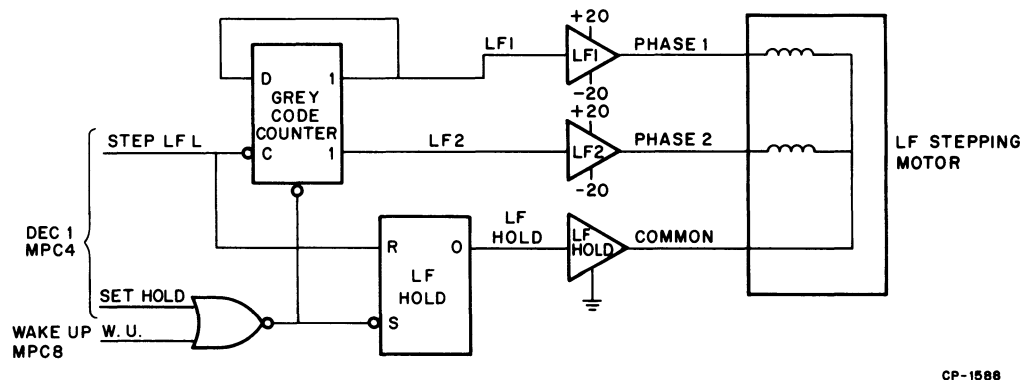 +20
LF1
LF1
PHASE 1
-20
D
1
GREY
CODE
COUNTER
C
1
STEP LF L
LF2
+20
LF2
PHASE 2
-20
LF STEPPING
MOTOR
DEC 1
MPC4
R
O
LF
HOLD
S
LF
HOLD
LF
HOLD
COMMON
SET HOLD
WAKE UP W. U.
MPC8
CP-1588